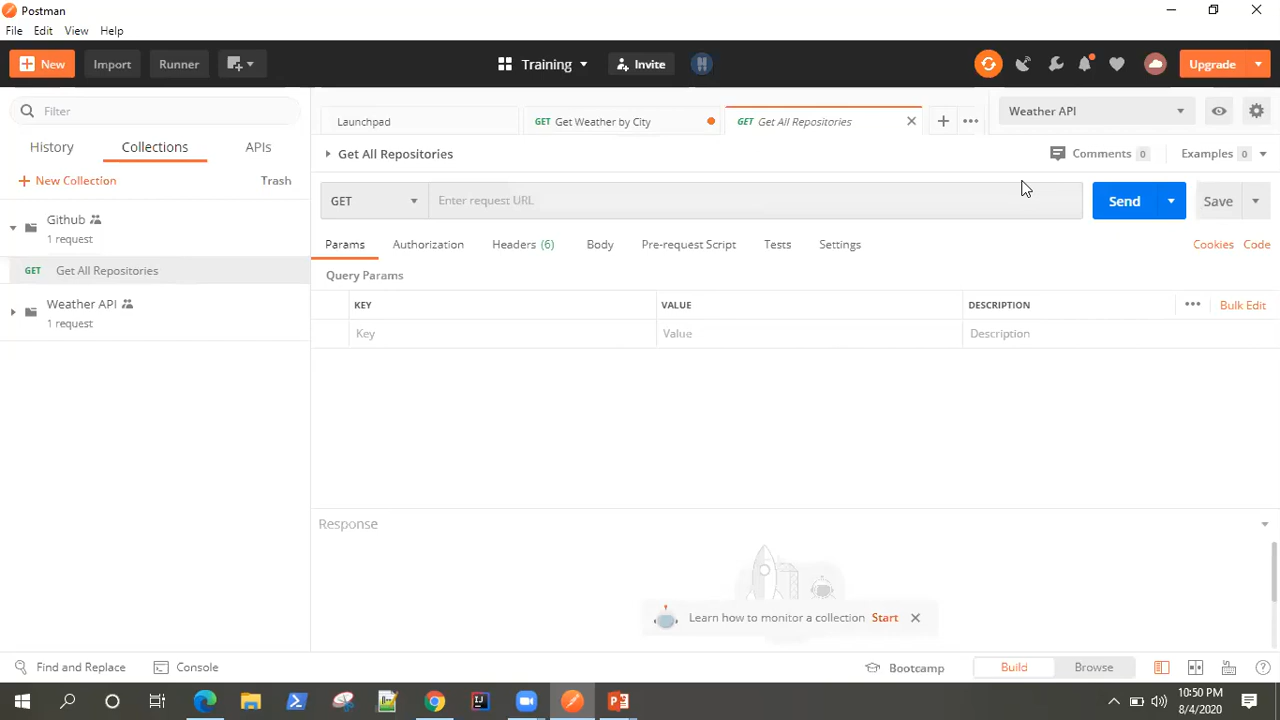 Postman
File Edit View Help
New Import Runner Training Invite Upgrade
Filter
Launchpad GET Get Weather by City GET Get All Repositories Weather API
History Collections APIs
Get All Repositories Comments 0 Examples 0
New Collection Trash
GET Enter request URL Send Save
Github
1 request
Params Authorization Headers (6) Body Pre-request Script Tests Settings Cookies Code
GET Get All Repositories
Query Params
KEY VALUE DESCRIPTION Bulk Edit
Weather API
1 request
Key Value Description
Response
Learn how to monitor a collection Start
Find and Replace Console Bootcamp Build Browse
10:50 PM
8/4/2020